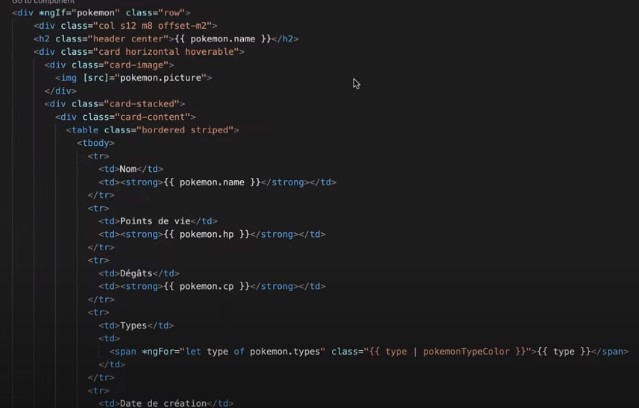 Go to component
<div *ngIf="pokemon" class="row">
<div class="col s12 m8 offset-m2">
<h2 class="header center">{{ pokemon.name }}</h2>
<div class="card horizontal hoverable">
<div class="card-image">
<img [src]="pokemon.picture">
</div>
<div class="card-stacked">
<div class="card-content">
<table class="bordered striped">
<tbody>
<tr>
<td>Nom</td>
<td><strong>{{ pokemon.name }}</strong></td>
</tr>
<tr>
<td>Points de vie</td>
<td><strong>{{ pokemon.hp }}</strong></td>
</tr>
<tr>
<td>Dégâts</td>
<td><strong>{{ pokemon.cp }}</strong></td>
</tr>
<tr>
<td>Types</td>
<td>
<span *ngFor="let type of pokemon.types" class="{{ type | pokemonTypeColor }}">{{ type }}</span>
</td>
</tr>
<tr>
<td>Date de création</td>